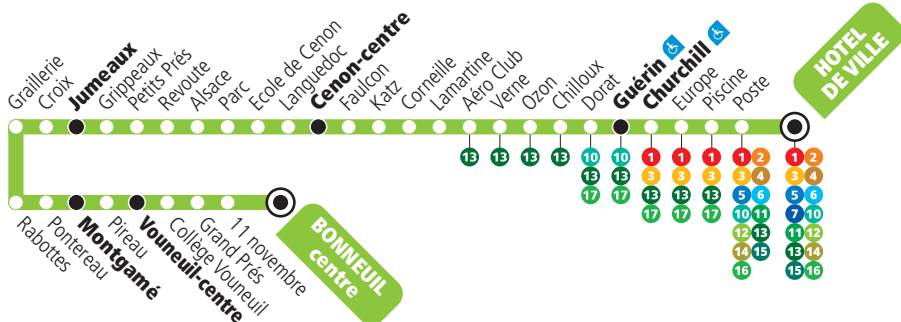 Graillerie
Croix
Jumeaux
Grippeaux
Petits Prés
Revoute
Alsace
Parc
Ecole de Cenon
Languedoc
Cenon-centre
Faulcon
Katz
Corneille
Lamartine
Aéro Club
Verne
Ozon
Chilloux
Dorat
Guérin
Churchill
Europe
Piscine
Poste
HOTEL
DE VILLE
13
13
13
13
10
13
17
10
13
17
1
3
13
17
1
3
13
17
1
3
13
17
1 2
3 4
5 6
10 11
12 13
14 15
16
1 2
3 4
5 6
7 10
11 12
13 14
15 16
Rabottes
Pontereau
Montgamé
Pireau
Vouneuil-centre
Collège Vouneuil
Grand Prés
11 novembre
BONNEUIL
centre